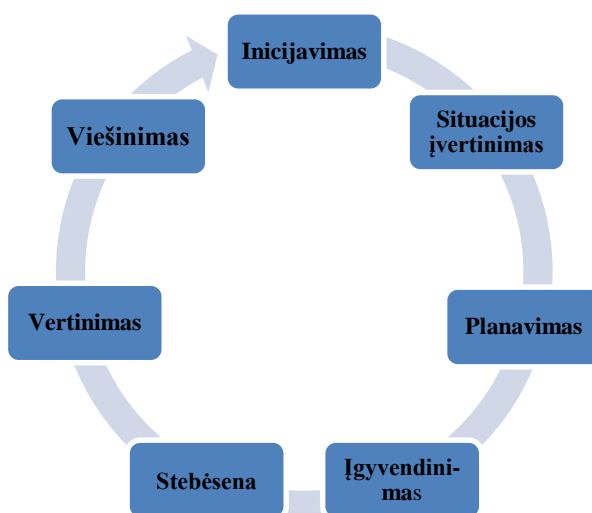 Inicijavimas
Situacijos
įvertinimas
Planavimas
Įgyvendini-
mas
Stebėsena
Vertinimas
Viešinimas